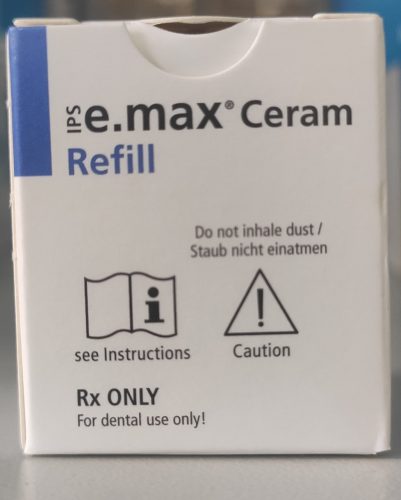 IPS e.max® Ceram
Refill
Do not inhale dust /
Staub nicht einatmen
see Instructions
Caution
Rx ONLY
For dental use only!